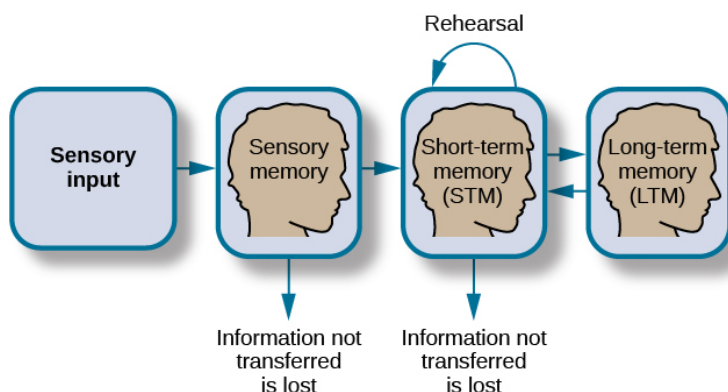 Rehearsal
Sensory
input
Sensory
memory
Short-term
memory
(STM)
Long-term
memory
(LTM)
Information not
transferred
is lost
Information not
transferred
is lost